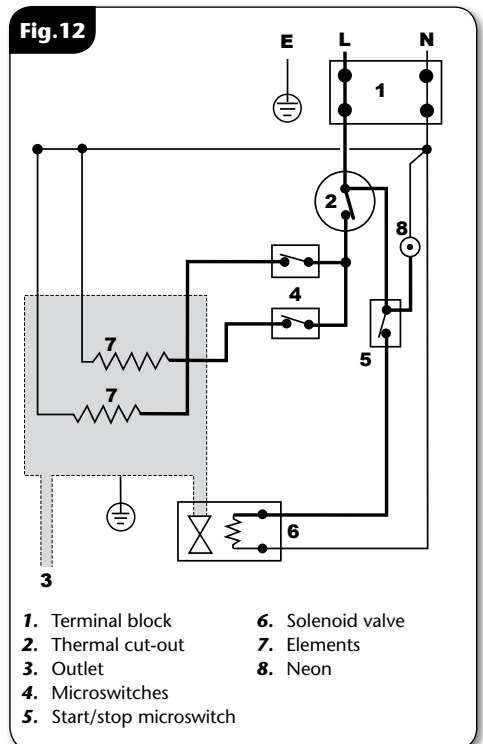 Fig.12
E L N
1
2
8
4
5
7
7
6
3
1. Terminal block
2. Thermal cut-out
3. Outlet
4. Microswitches
5. Start/stop microswitch
6. Solenoid valve
7. Elements
8. Neon